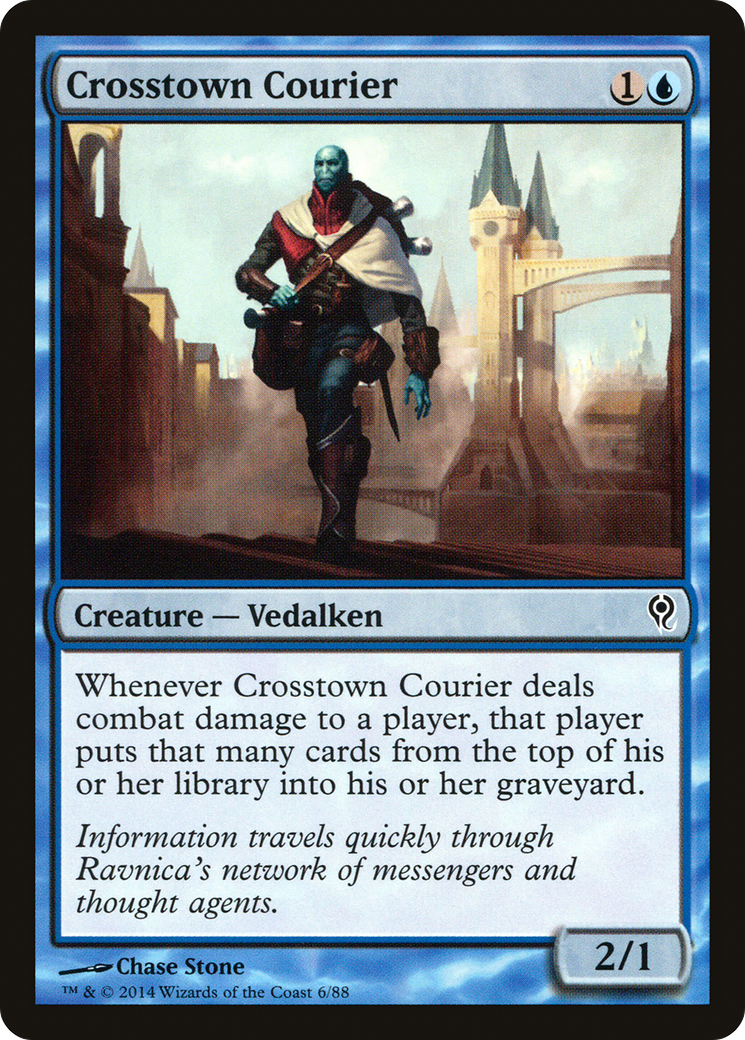 Crosstown Courier
1
Creature — Vedalken
Whenever Crosstown Courier deals
combat damage to a player, that player
puts that many cards from the top of his
or her library into his or her graveyard.
Information travels quickly through
Ravnica's network of messengers and
thought agents.
2/1
Chase Stone
™ & © 2014 Wizards of the Coast 6/88